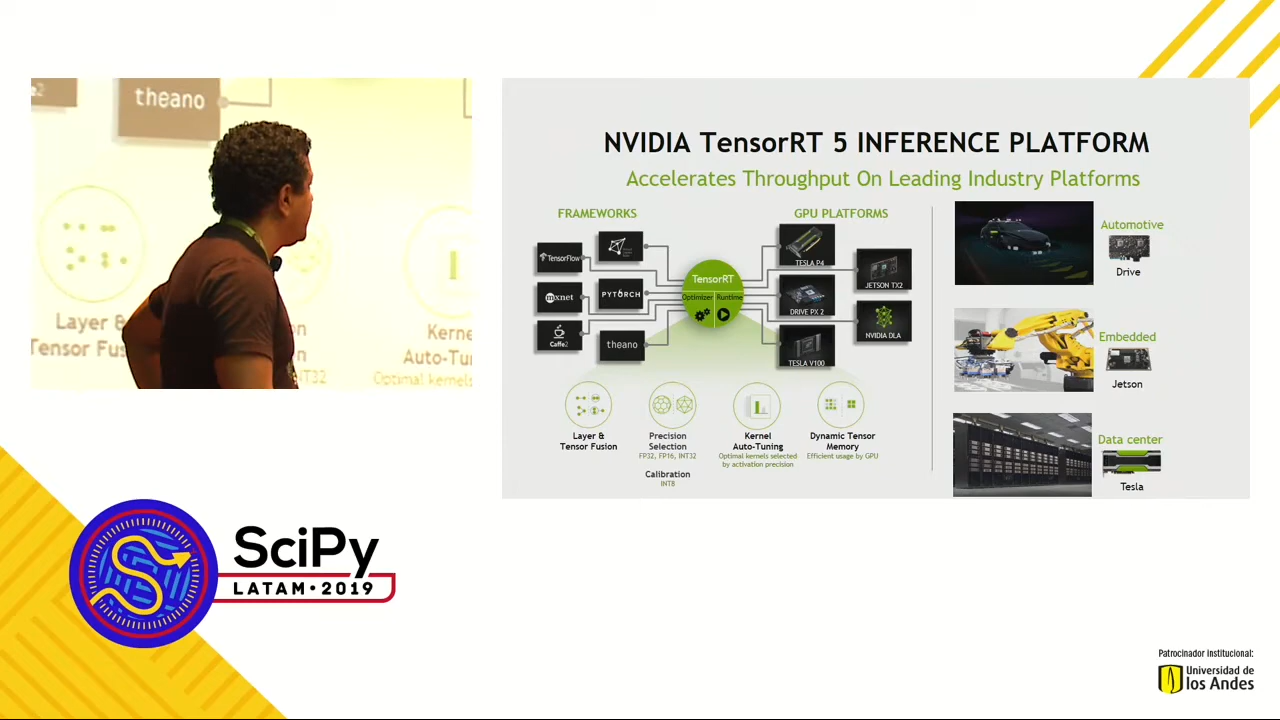 theano
Layer &
Tensor Fus
on
INT32
Kerne
Auto-Tun
Optimal kernels
NVIDIA TensorRT 5 INFERENCE PLATFORM
Accelerates Throughput On Leading Industry Platforms
FRAMEWORKS
GPU PLATFORMS
TensorFlow
mxnet
PYTORCH
Caffe2
theano
TensorRT
Optimizer
Runtime
TESLA P4
JETSON TX2
DRIVE PX 2
NVIDIA DLA
TESLA V100
Layer &
Tensor Fusion
Precision
Selection
FP32, FP16, INT32
Calibration
INT8
Kernel
Auto-Tuning
Optimal kernels selected
by activation precision
Dynamic Tensor
Memory
Efficient usage by GPU
Automotive
Drive
Embedded
Jetson
Data center
Tesla
SciPy
LATAM·2019
Patrocinador institucional:
Universidad de
los Andes